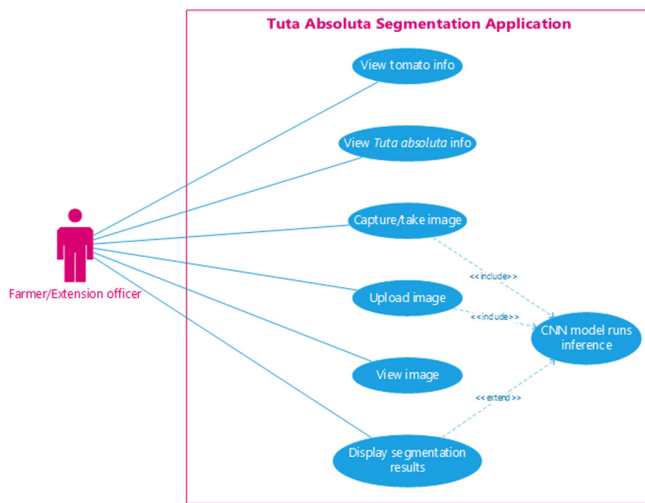 Tuta Absoluta Segmentation Application
View tomato info
View Tuta absoluta info
Capture/take image
<<include>>
Farmer/Extension officer
Upload image
<<include>>
CNN model runs
inference
View image
<<extend>>
Display segmentation
results